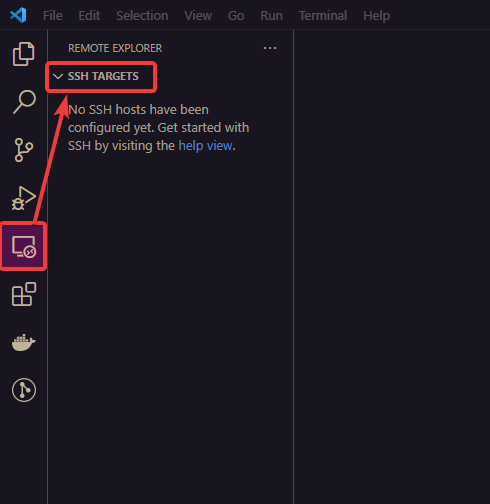 File Edit Selection View Go Run Terminal Help
REMOTE EXPLORER
SSH TARGETS
No SSH hosts have been
configured yet. Get started with
SSH by visiting the help view.